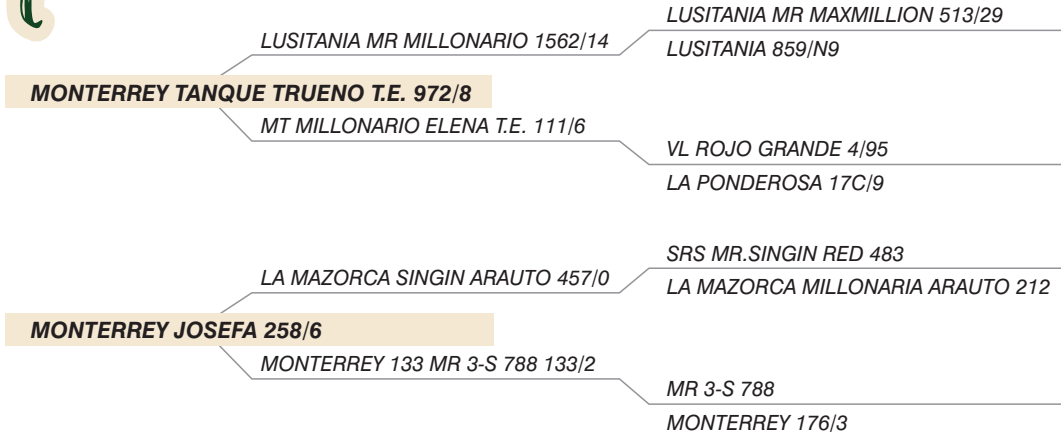 LUSITANIA MR MAXMILLION 513/29
LUSITANIA MR MILLONARIO 1562/14
LUSITANIA 859/N9
MONTERREY TANQUE TRUENO T.E. 972/8
MT MILLONARIO ELENA T.E. 111/6
VL ROJO GRANDE 4/95
LA PONDEROSA 17C/9
SRS MR.SINGIN RED 483
LA MAZORCA SINGIN ARAUTO 457/0
LA MAZORCA MILLONARIA ARAUTO 212
MONTERREY JOSEFA 258/6
MONTERREY 133 MR 3-S 788 133/2
MR 3-S 788
MONTERREY 176/3